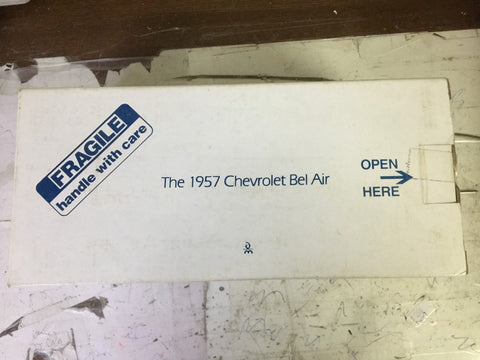 FRAGILE
handle with care
The 1957 Chevrolet Bel Air
OPEN
HERE